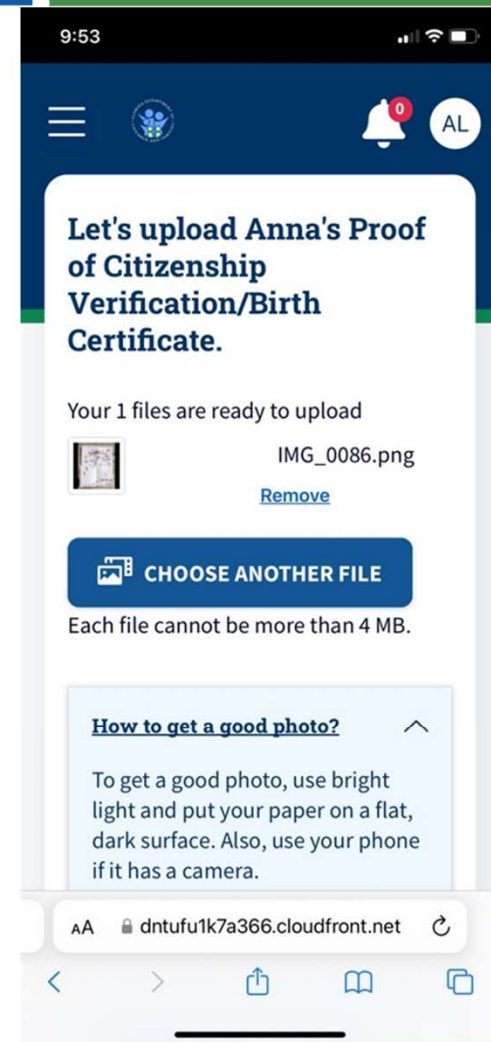 9:53
0
AL
Let's upload Anna's Proof
of Citizenship
Verification/Birth
Certificate.
Your 1 files are ready to upload
IMG_0086.png
Remove
CHOOSE ANOTHER FILE
Each file cannot be more than 4 MB.
How to get a good photo?
To get a good photo, use bright
light and put your paper on a flat,
dark surface. Also, use your phone
if it has a camera.
AA dntufu1k7a366.cloudfront.net